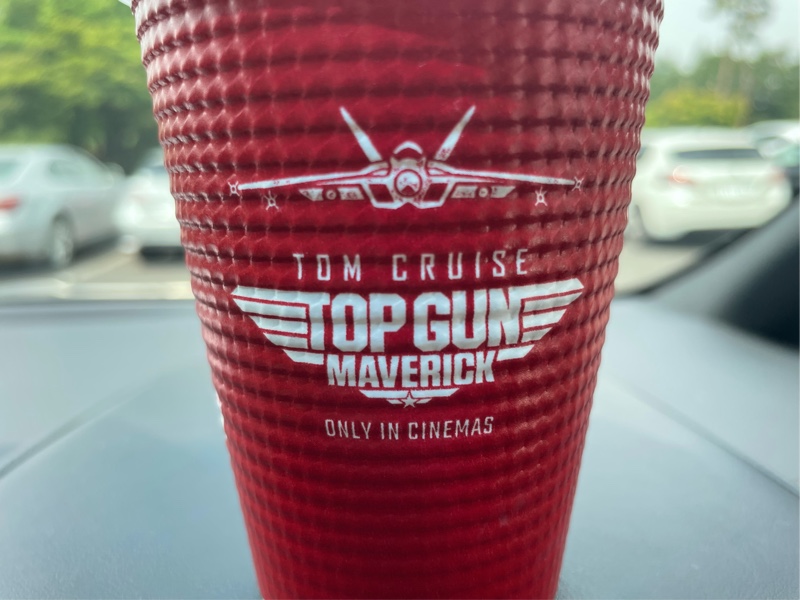 TOM CRUISE
TOP GUN
MAVERICK
ONLY IN CINEMAS